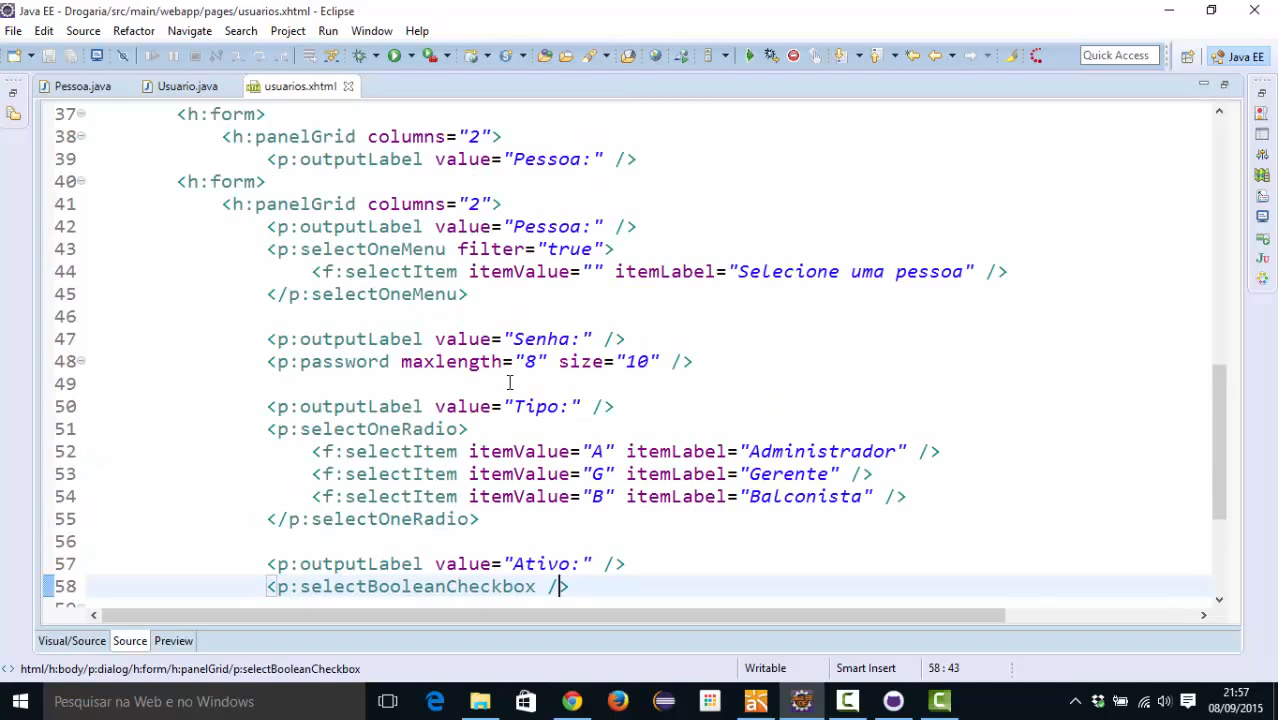 Java EE - Drogaria/src/main/webapp/pages/usuarios.xhtml - Eclipse
File Edit Source Refactor Navigate Search Project Run Window Help
Quick Access
Java EE
Pessoa.java
Usuario.java
usuarios.xhtml
37 <h:form>
38 <h:panelGrid columns="2">
39 <p:outputLabel value="Pessoa:" />
40 <h:form>
41 <h:panelGrid columns="2">
42 <p:outputLabel value="Pessoa:" />
43 <p:selectOneMenu filter="true">
44 <f:selectItem itemValue="" itemLabel="Selecione uma pessoa" />
45 </p:selectOneMenu>
46
47 <p:outputLabel value="Senha:" />
48 <p:password maxlength="8" size="10" />
49
50 <p:outputLabel value="Tipo:" />
51 <p:selectOneRadio>
52 <f:selectItem itemValue="A" itemLabel="Administrador" />
53 <f:selectItem itemValue="G" itemLabel="Gerente" />
54 <f:selectItem itemValue="B" itemLabel="Balconista" />
55 </p:selectOneRadio>
56
57 <p:outputLabel value="Ativo:" />
58 <p:selectBooleanCheckbox />
Visual/Source Source Preview
html/h:body/p:dialog/h:form/h:panelGrid/p:selectBooleanCheckbox
Writable
Smart Insert
58 : 43
Pesquisar na Web e no Windows
21:57
08/09/2015